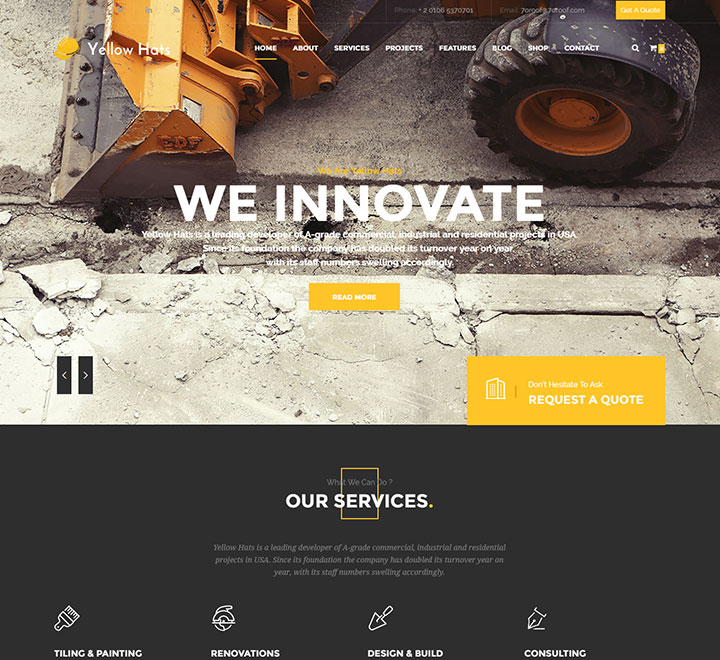 Phone: + 2 0106 5370701
Email: 7oroof@7oroof.com
Get A Quote
Yellow Hats
HOME ABOUT SERVICES PROJECTS FEATURES BLOG SHOP CONTACT
We Are Yellow Hats
WE INNOVATE
Yellow Hats is a leading developer of A-grade commercial, industrial and residential projects in USA.
Since its foundation the company has doubled its turnover year on year,
with its staff numbers swelling accordingly.
READ MORE
Don't Hesitate To Ask
REQUEST A QUOTE
What We Can Do ?
OUR SERVICES.
Yellow Hats is a leading developer of A-grade commercial, industrial and residential
projects in USA. Since its foundation the company has doubled its turnover year on
year, with its staff numbers swelling accordingly.
TILING & PAINTING
RENOVATIONS
DESIGN & BUILD
CONSULTING